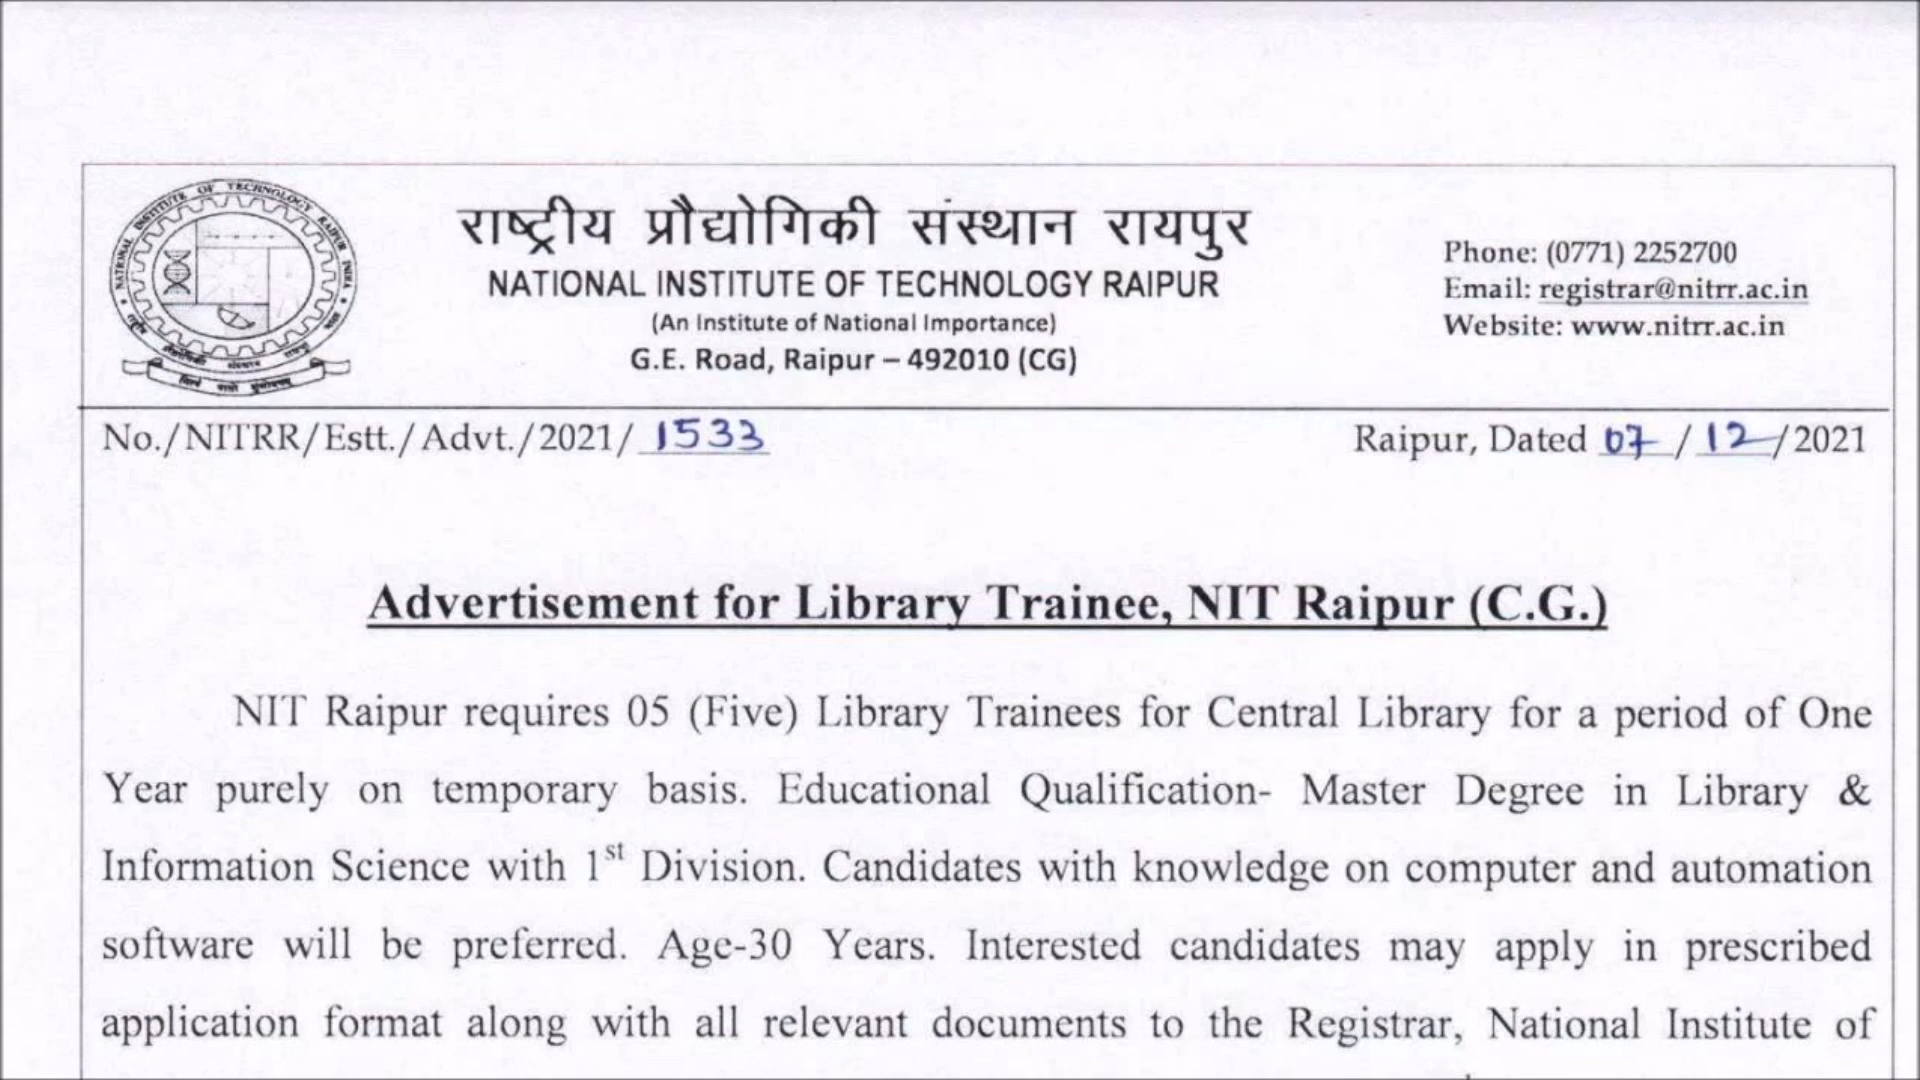 NATIONAL INSTITUTE OF TECHNOLOGY RAIPUR
राष्ट्रीय प्रौद्योगिकी संस्थान रायपुर
NATIONAL INSTITUTE OF TECHNOLOGY RAIPUR
(An Institute of National Importance)
G.E. Road, Raipur – 492010 (CG)
Phone: (0771) 2252700
Email: registrar@nitrr.ac.in
Website: www.nitrr.ac.in
No./NITRR/Estt./Advt./2021/ 1533
Raipur, Dated 07/12/2021
Advertisement for Library Trainee, NIT Raipur (C.G.)
NIT Raipur requires 05 (Five) Library Trainees for Central Library for a period of One
Year purely on temporary basis. Educational Qualification- Master Degree in Library &
Information Science with 1st Division. Candidates with knowledge on computer and automation
software will be preferred. Age-30 Years. Interested candidates may apply in prescribed
application format along with all relevant documents to the Registrar, National Institute of